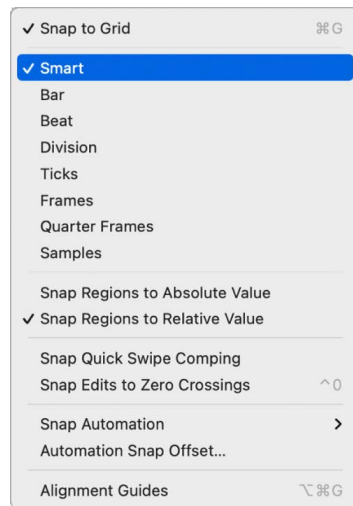 ✓ Snap to Grid ⌘G
✓ Smart
Bar
Beat
Division
Ticks
Frames
Quarter Frames
Samples
Snap Regions to Absolute Value
✓ Snap Regions to Relative Value
Snap Quick Swipe Comping
Snap Edits to Zero Crossings ^0
Snap Automation >
Automation Snap Offset...
Alignment Guides ⌥⌘G